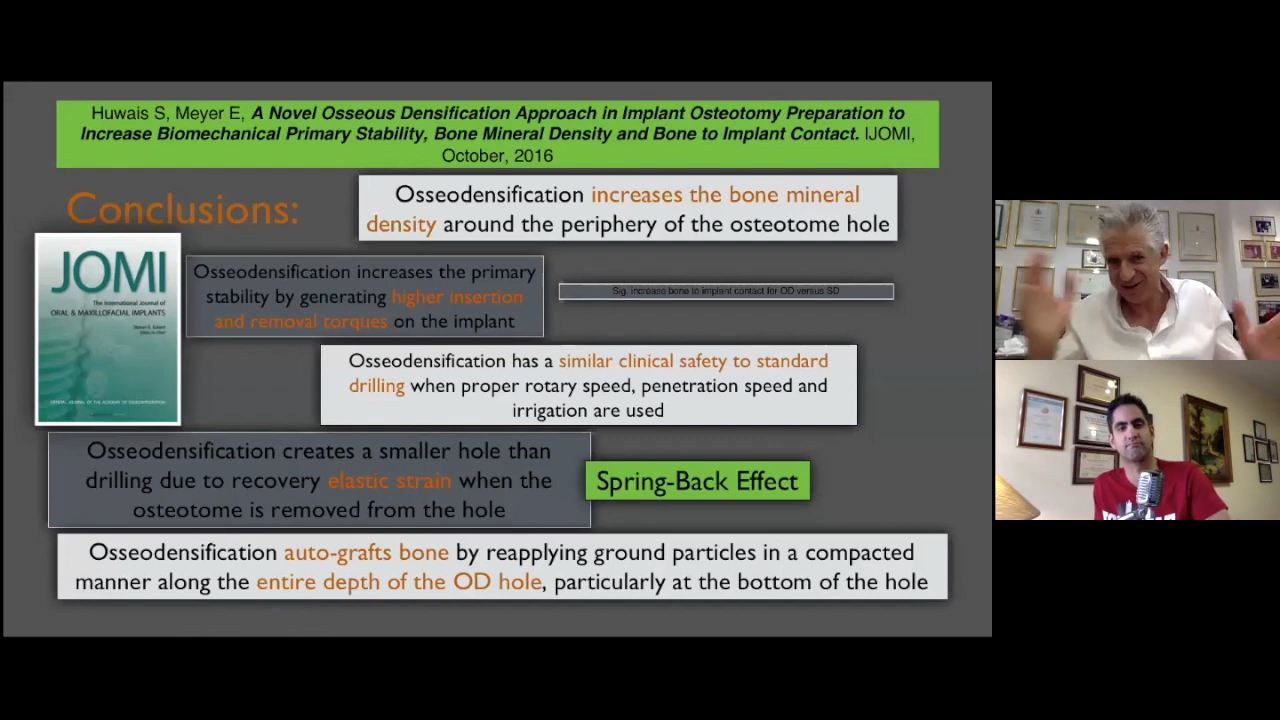 Huwais S, Meyer E, A Novel Osseous Densification Approach in Implant Osteotomy Preparation to
Increase Biomechanical Primary Stability, Bone Mineral Density and Bone to Implant Contact. IJOMI,
October, 2016
Conclusions:
Osseodensification increases the bone mineral
density around the periphery of the osteotome hole
JOMI
The International Journal of
ORAL & MAXILLOFACIAL IMPLANTS
Osseodensification increases the primary
stability by generating higher insertion
and removal torques on the implant
Sig. increase bone to implant contact for OD versus SD
Osseodensification has a similar clinical safety to standard
drilling when proper rotary speed, penetration speed and
irrigation are used
Osseodensification creates a smaller hole than
drilling due to recovery elastic strain when the
osteotome is removed from the hole
Spring-Back Effect
Osseodensification auto-grafts bone by reapplying ground particles in a compacted
manner along the entire depth of the OD hole, particularly at the bottom of the hole